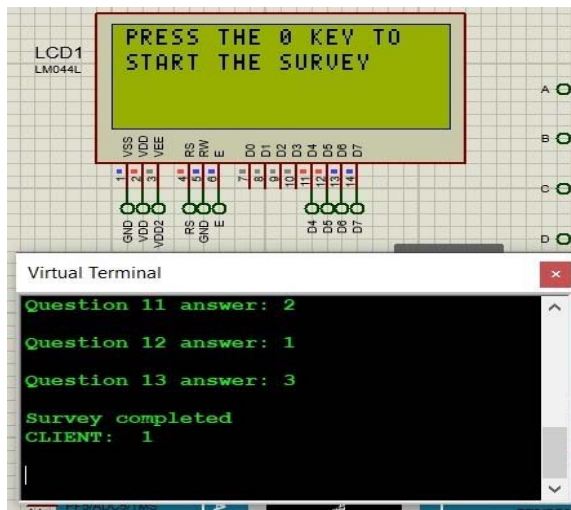 PRESS THE 0 KEY TO
START THE SURVEY
LCD1
LM044L
VSS
VDD
VEE
RS
RW
E
D0
D1
D2
D3
D4
D5
D6
D7
1
2
3
4
5
6
7
8
9
10
11
12
13
14
GND
VDD
VDD2
RS
GND
E
D4
D5
D6
D7
A
B
C
D
Virtual Terminal
Question 11 answer: 2
Question 12 answer: 1
Question 13 answer: 3
Survey completed
CLIENT: 1
PF5/ADC5/TMS